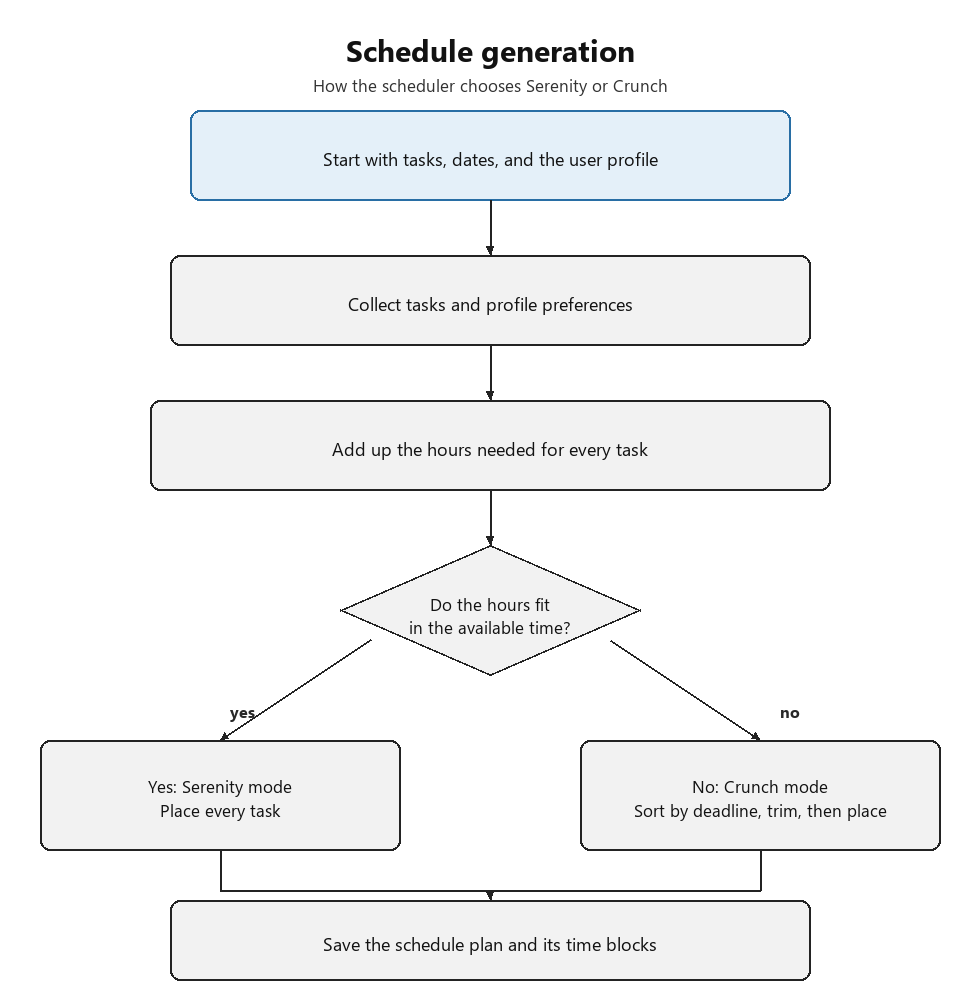 Schedule generation
How the scheduler chooses Serenity or Crunch
Start with tasks, dates, and the user profile
Collect tasks and profile preferences
Add up the hours needed for every task
Do the hours fit
in the available time?
yes
no
Yes: Serenity mode
Place every task
No: Crunch mode
Sort by deadline, trim, then place
Save the schedule plan and its time blocks